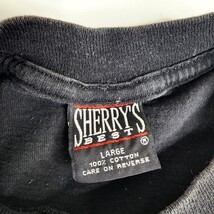 SHERRY'S
BEST ®
LARGE
100% COTTON
CARE ON REVERSE